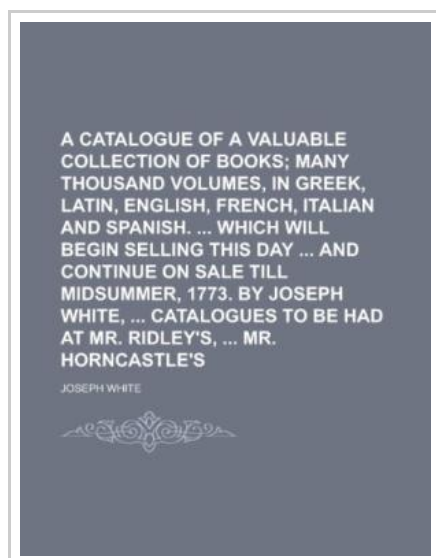 A CATALOGUE OF A VALUABLE
COLLECTION OF BOOKS; MANY
THOUSAND VOLUMES, IN GREEK,
LATIN, ENGLISH, FRENCH, ITALIAN
AND SPANISH. ... WHICH WILL
BEGIN SELLING THIS DAY ... AND
CONTINUE ON SALE TILL
MIDSUMMER, 1773. BY JOSEPH
WHITE, ... CATALOGUES TO BE HAD
AT MR. RIDLEY'S, ... MR.
HORNCASTLE'S
JOSEPH WHITE